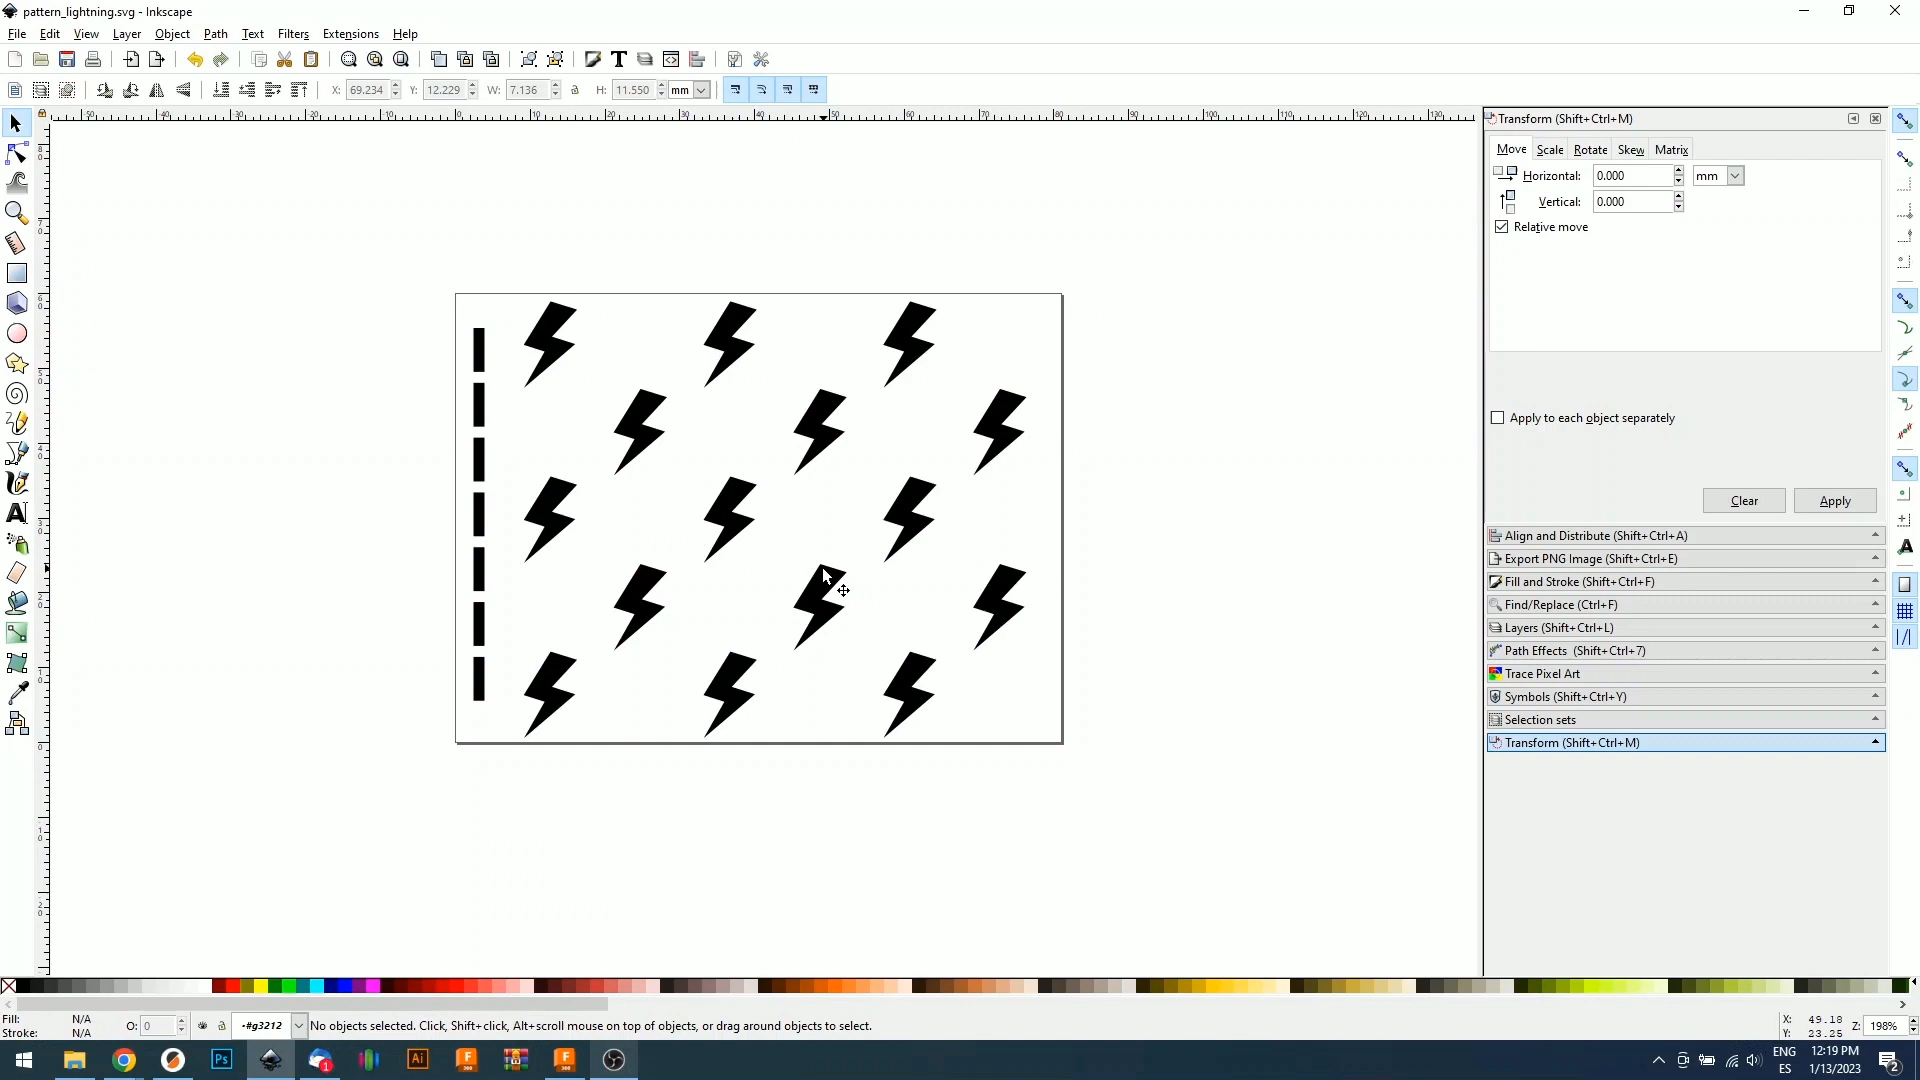 pattern_lightning.svg - Inkscape
File Edit View Layer Object Path Text Filters Extensions Help
X: 69.234 Y: 12.229 W: 7.136 H: 11.550 mm
Transform (Shift+Ctrl+M)
Move Scale Rotate Skew Matrix
Horizontal: 0.000 mm
Vertical: 0.000
Relative move
Apply to each object separately
Clear Apply
Align and Distribute (Shift+Ctrl+A)
Export PNG Image (Shift+Ctrl+E)
Fill and Stroke (Shift+Ctrl+F)
Find/Replace (Ctrl+F)
Layers (Shift+Ctrl+L)
Path Effects (Shift+Ctrl+7)
Trace Pixel Art
Symbols (Shift+Ctrl+Y)
Selection sets
Transform (Shift+Ctrl+M)
Fill: N/A
Stroke: N/A
O: 0
•#g3212
No objects selected. Click, Shift+click, Alt+scroll mouse on top of objects, or drag around objects to select.
X: 49.18
Y: 23.25
Z: 198%
Ps
1
Ai
F
360
F
360
ENG
ES
12:19 PM
1/13/2023
2